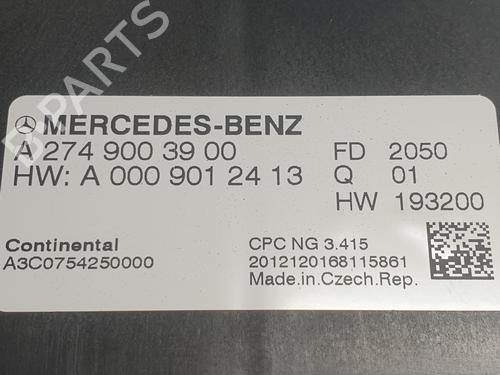 MERCEDES-BENZ
A 274 900 39 00 FD 2050
HW: A 000 901 24 13 Q 01
HW 193200
Continental CPC NG 3.415
A3C0754250000 2012120168115861
Made.in.Czech.Rep.